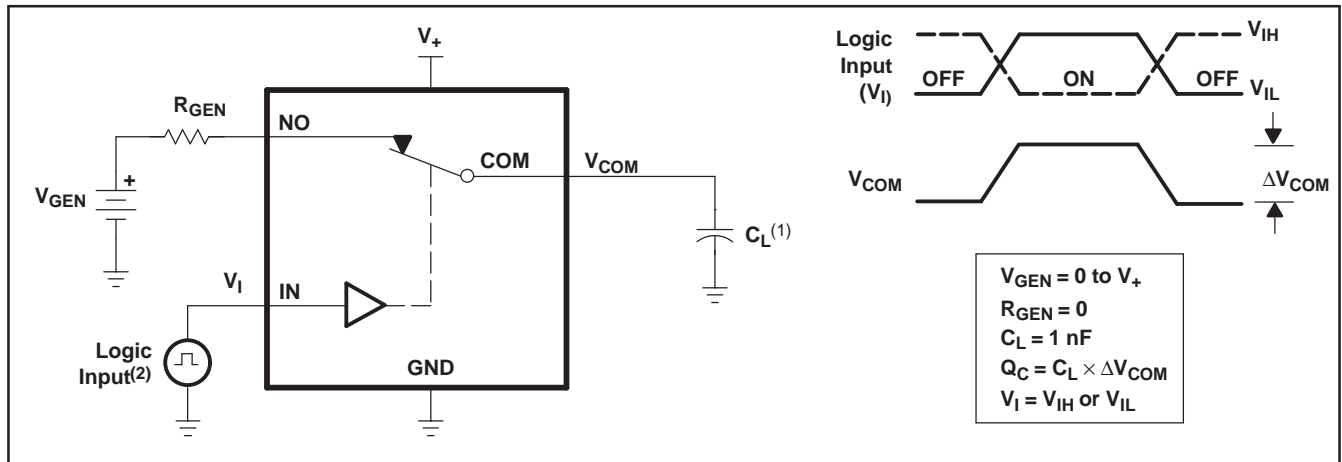 V+
RGEN
NO
COM
VCOM
VGEN
+
CL(1)
VI
IN
Logic
Input(2)
GND
Logic
Input
(VI)
OFF
ON
OFF
VIH
VIL
VCOM
ΔVCOM
VGEN = 0 to V+
RGEN = 0
CL = 1 nF
QC = CL × ΔVCOM
VI = VIH or VIL